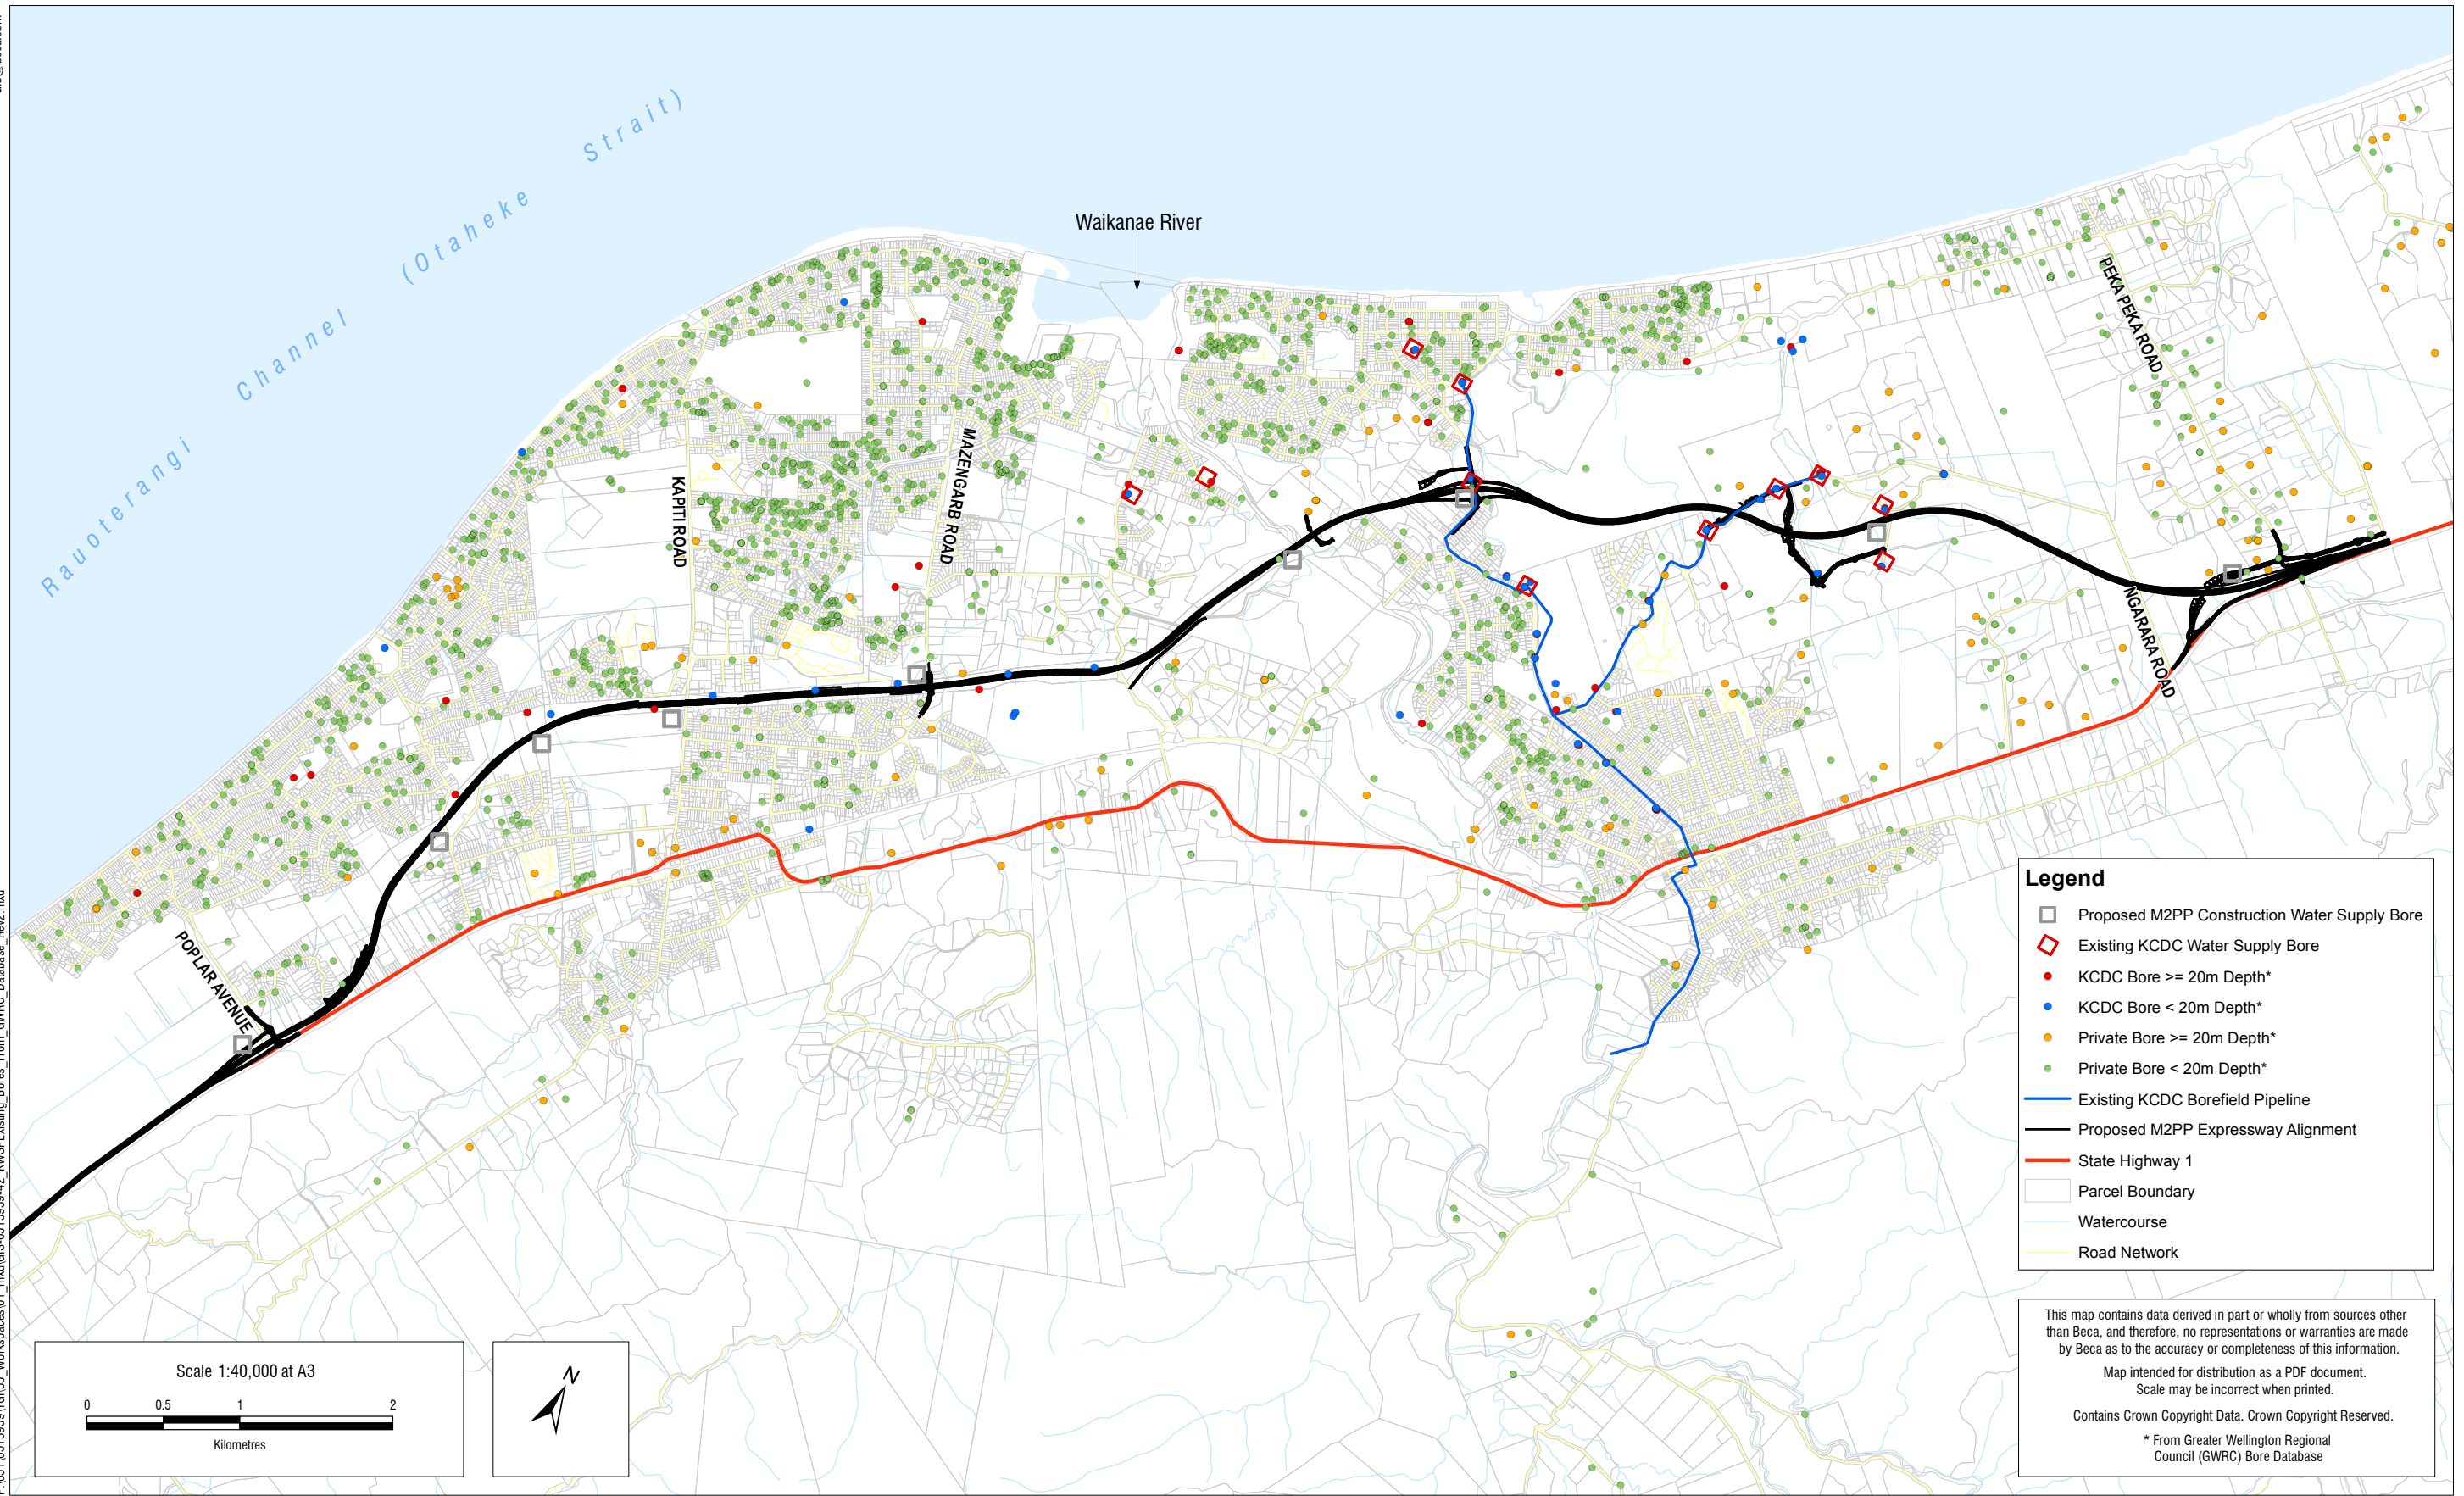 Rauoterangi Channel (Otaheke Strait)
Waikanae River
PEKA PEKA ROAD
KAPITI ROAD
MAZENGARB ROAD
NGARARA ROAD
POPLAR AVENUE
Legend
Proposed M2PP Construction Water Supply Bore
Existing KCDC Water Supply Bore
KCDC Bore >= 20m Depth*
KCDC Bore < 20m Depth*
Private Bore >= 20m Depth*
Private Bore < 20m Depth*
Existing KCDC Borefield Pipeline
Proposed M2PP Expressway Alignment
State Highway 1
Parcel Boundary
Watercourse
Road Network
This map contains data derived in part or wholly from sources other
than Beca, and therefore, no representations or warranties are made
by Beca as to the accuracy or completeness of this information.
Map intended for distribution as a PDF document.
Scale may be incorrect when printed.
Contains Crown Copyright Data. Crown Copyright Reserved.
* From Greater Wellington Regional
Council (GWRC) Bore Database
Scale 1:40,000 at A3
0 0.5 1 2
Kilometres
N